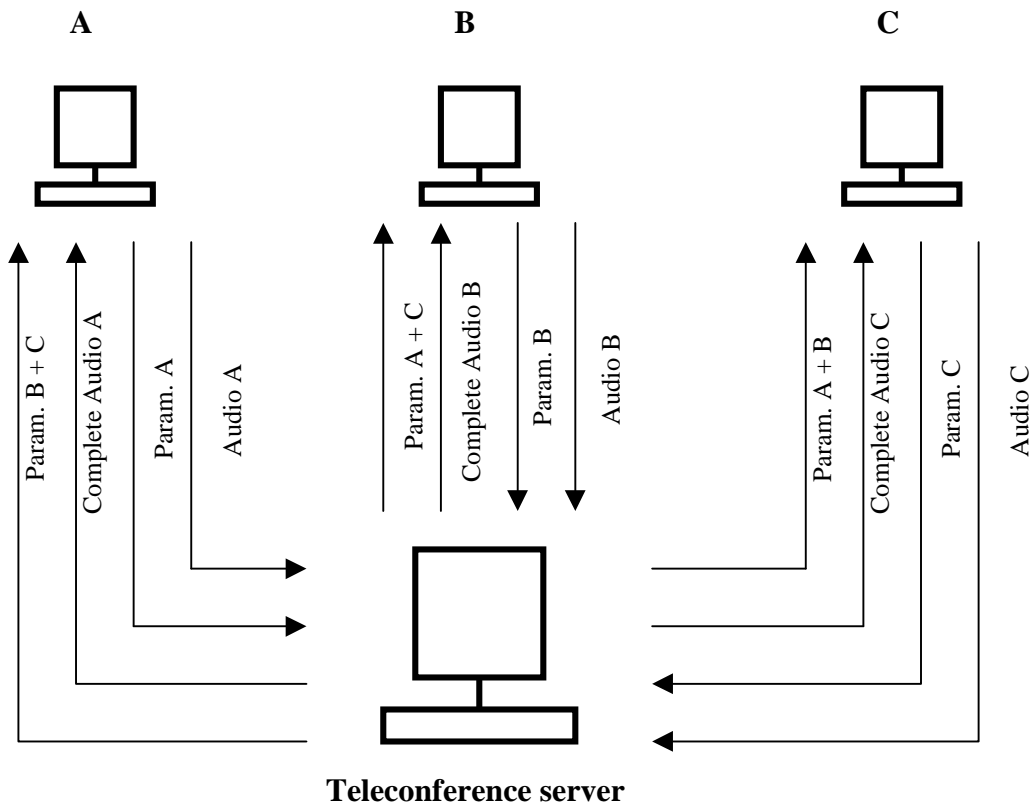 A
B
C
Param. B + C
Complete Audio A
Param. A
Audio A
Param. A + C
Complete Audio B
Param. B
Audio B
Param. A + B
Complete Audio C
Param. C
Audio C
Teleconference server